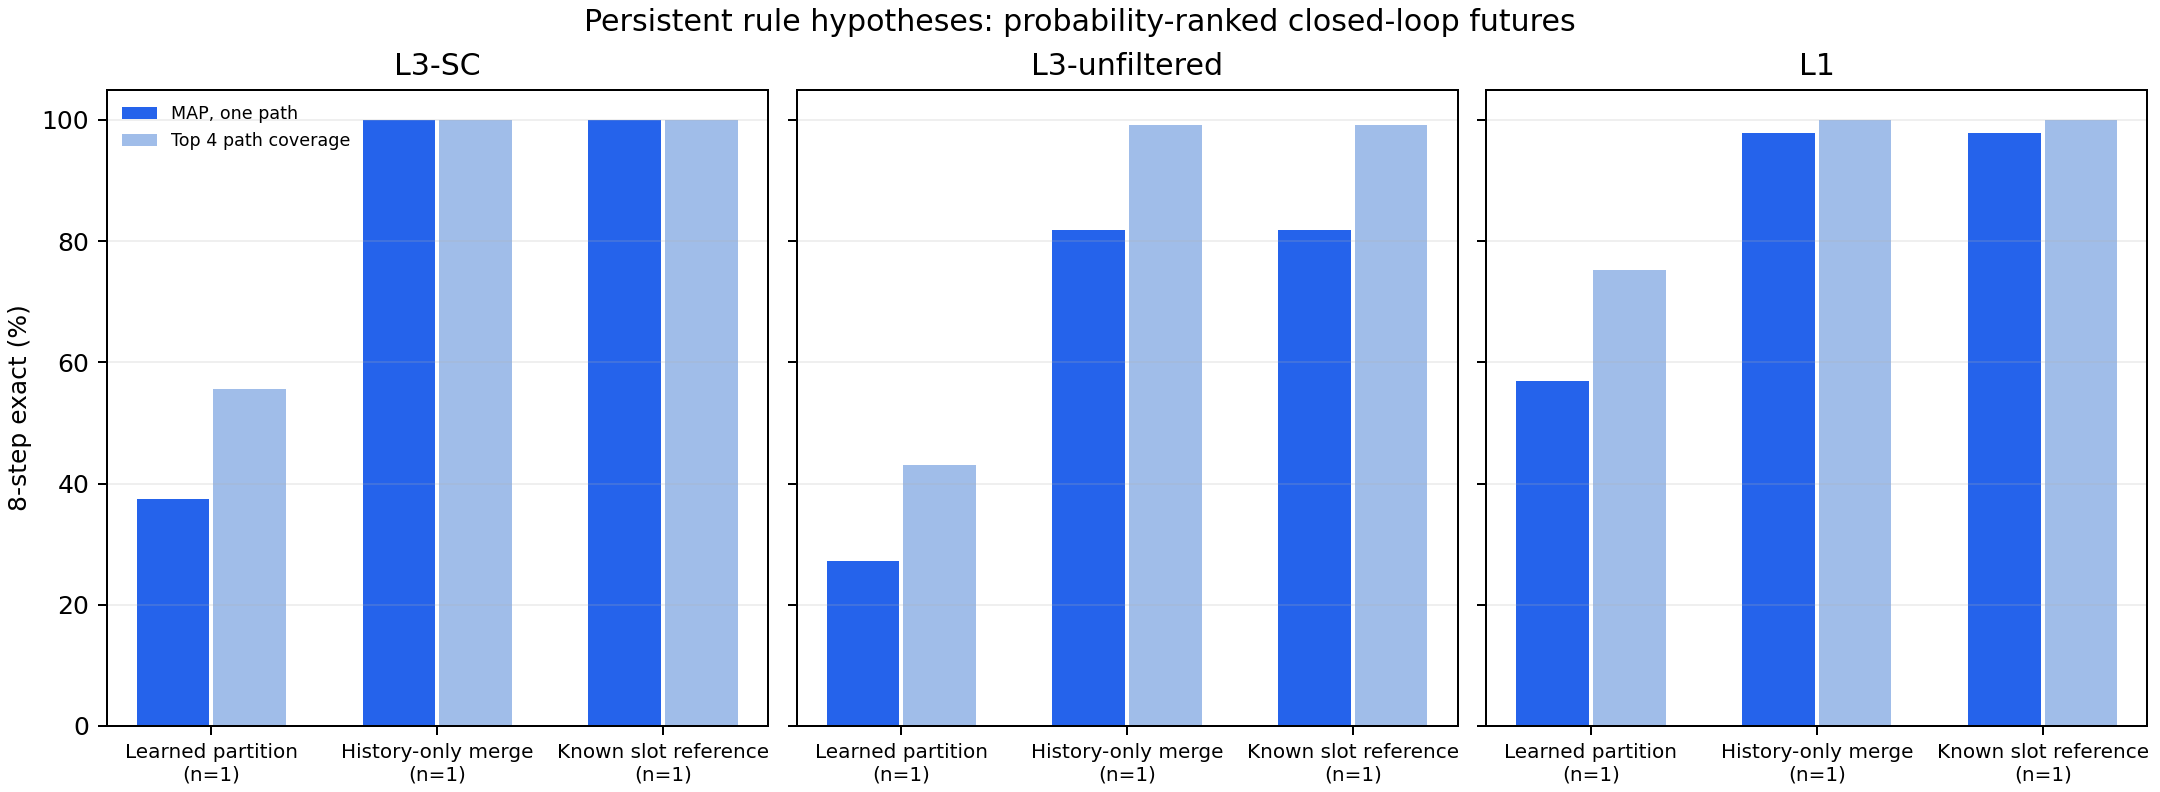 Persistent rule hypotheses: probability-ranked closed-loop futures
L3-SC
L3-unfiltered
L1
MAP, one path
Top 4 path coverage
8-step exact (%)
100
80
60
40
20
0
Learned partition
(n=1)
History-only merge
(n=1)
Known slot reference
(n=1)
Learned partition
(n=1)
History-only merge
(n=1)
Known slot reference
(n=1)
Learned partition
(n=1)
History-only merge
(n=1)
Known slot reference
(n=1)